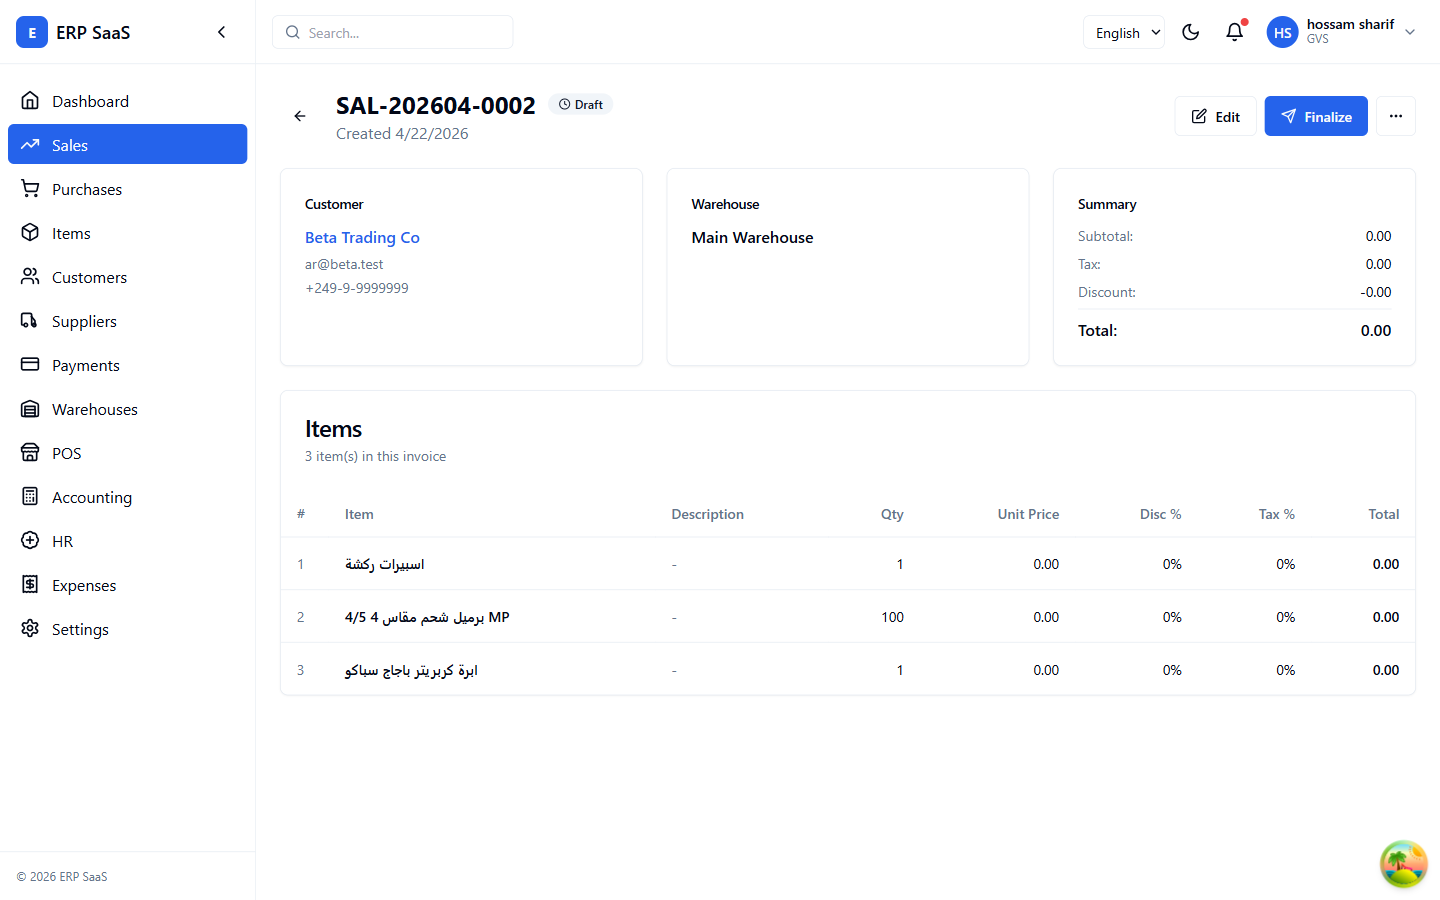 E ERP SaaS
Search...
English
HS
hossam sharif
GVS
Dashboard
Sales
Purchases
Items
Customers
Suppliers
Payments
Warehouses
POS
Accounting
HR
Expenses
Settings
© 2026 ERP SaaS
SAL-202604-0002
Draft
Created 4/22/2026
Edit
Finalize
Customer
Beta Trading Co
ar@beta.test
+249-9-9999999
Warehouse
Main Warehouse
Summary
Subtotal: 0.00
Tax: 0.00
Discount: -0.00
Total: 0.00
Items
3 item(s) in this invoice
# Item Description Qty Unit Price Disc % Tax % Total
1 اسبيرات ركشة - 1 0.00 0% 0% 0.00
2 برميل شحم مقاس 4 4/5 MP - 100 0.00 0% 0% 0.00
3 ابرة كربريتر باجاج سباكو - 1 0.00 0% 0% 0.00